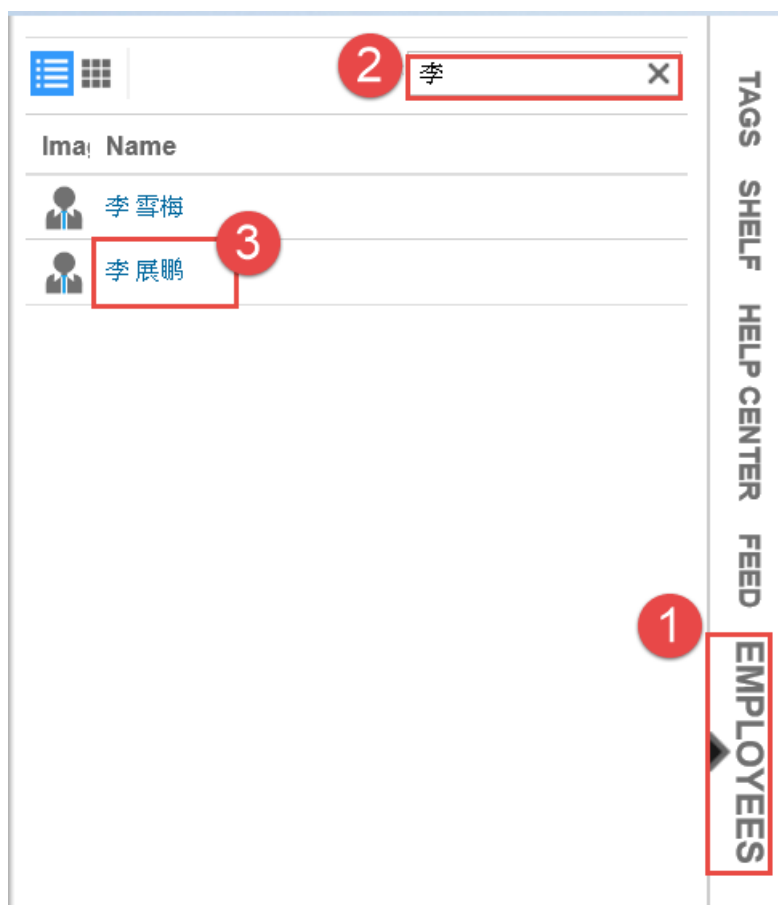 2
李
Ima Name
李 雪梅
3
李 展鹏
1
TAGS
SHELF
HELP CENTER
FEED
EMPLOYEES